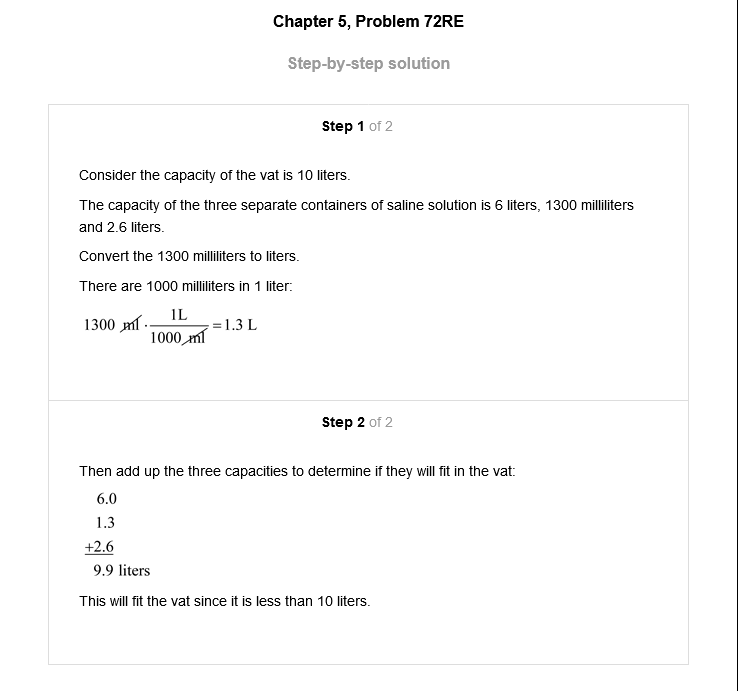 Chapter 5, Problem 72RE
Step-by-step solution
Step 1 of 2
Consider the capacity of the vat is 10 liters.
The capacity of the three separate containers of saline solution is 6 liters, 1300 milliliters
and 2.6 liters.
Convert the 1300 milliliters to liters.
There are 1000 milliliters in 1 liter:
1300 ml · 1L / 1000 ml = 1.3 L
Step 2 of 2
Then add up the three capacities to determine if they will fit in the vat:
6.0
1.3
+2.6
9.9 liters
This will fit the vat since it is less than 10 liters.